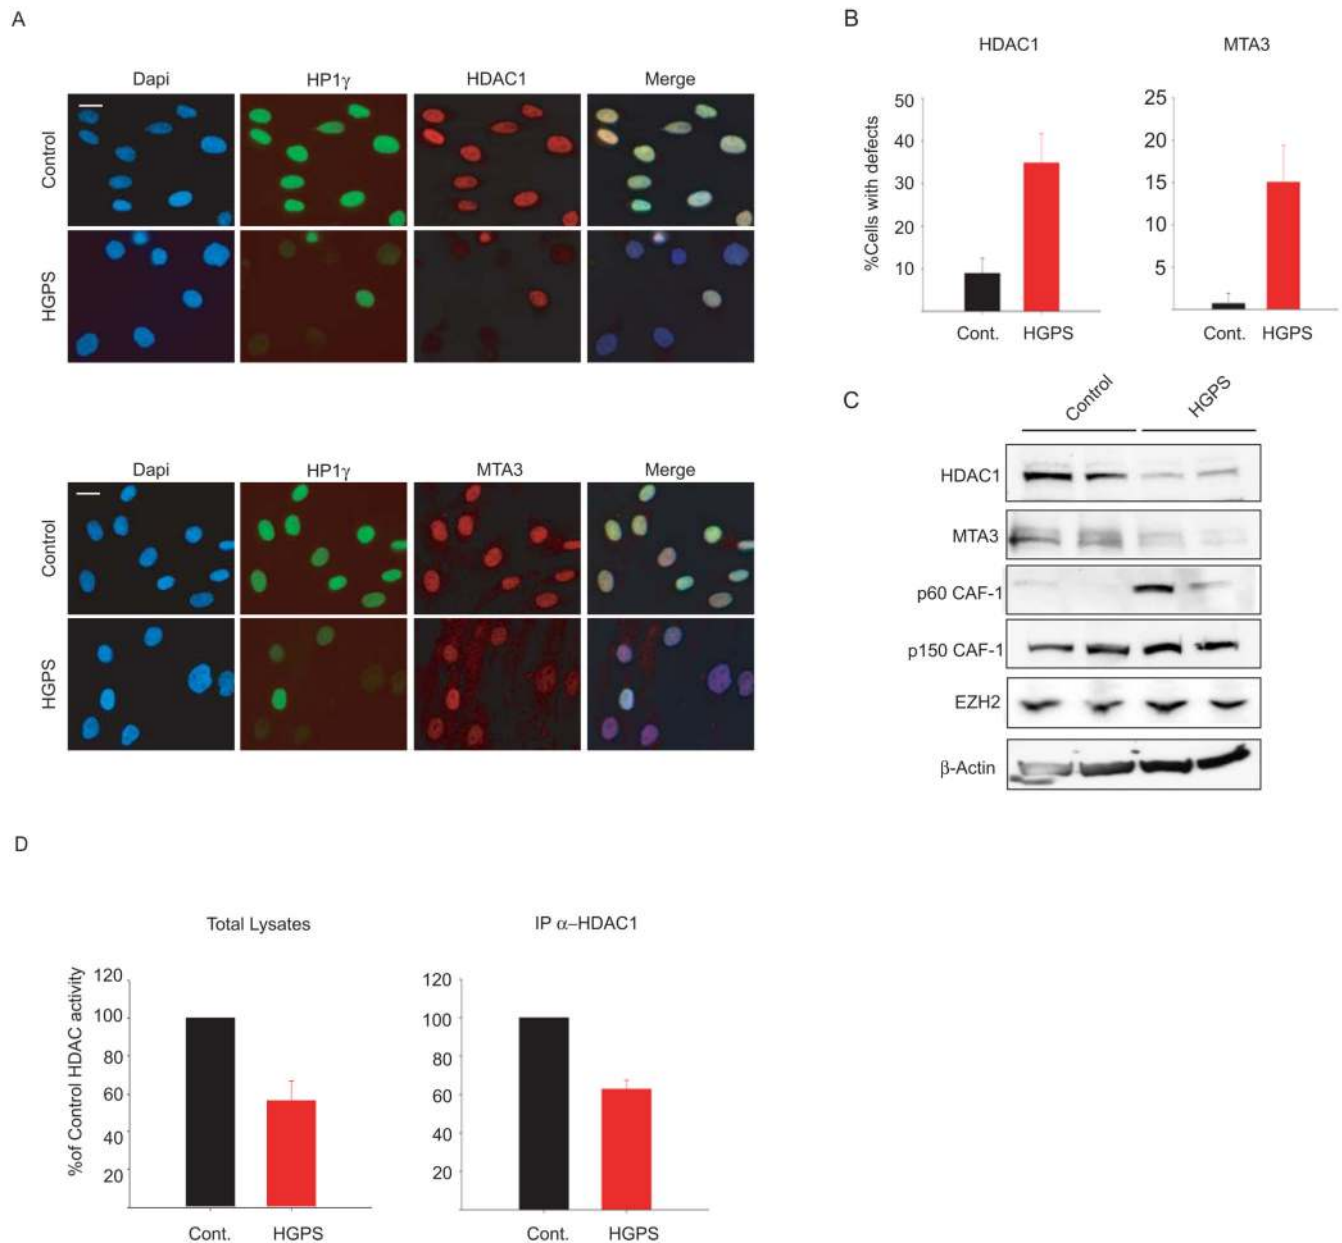 A
Dapi HP1γ HDAC1 Merge
Control
HGPS
Dapi HP1γ MTA3 Merge
Control
HGPS
B
HDAC1
%Cells with defects
50
40
30
20
10
Cont. HGPS
MTA3
25
20
15
10
5
Cont. HGPS
C
Control HGPS
HDAC1
MTA3
p60 CAF-1
p150 CAF-1
EZH2
β-Actin
D
Total Lysates
%of Control HDAC activity
120
100
80
60
40
20
Cont. HGPS
IP α–HDAC1
120
100
80
60
40
20
Cont. HGPS